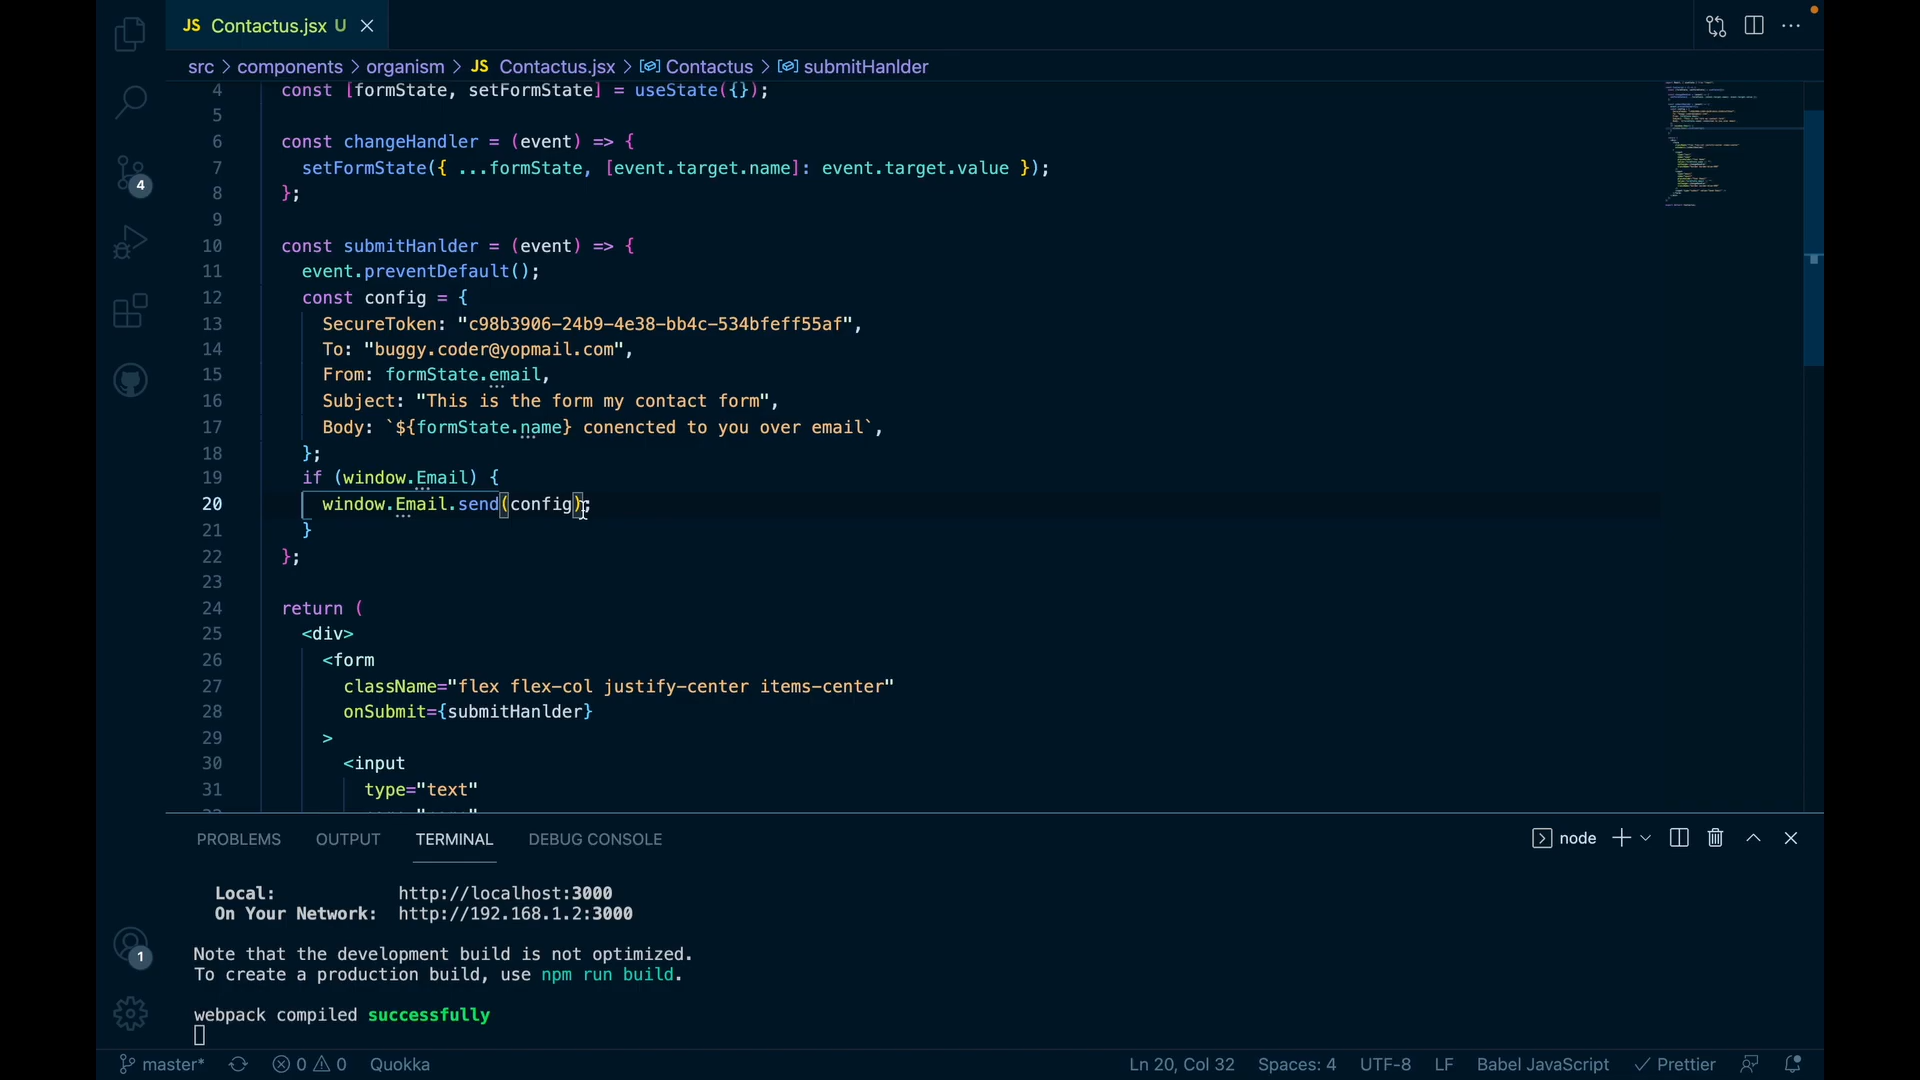 JS Contactus.jsx U
src > components > organism > JS Contactus.jsx > Contactus > submitHanlder
4 const [formState, setFormState] = useState({});
5
6 const changeHandler = (event) => {
7 setFormState({ ...formState, [event.target.name]: event.target.value });
8 };
9
10 const submitHanlder = (event) => {
11 event.preventDefault();
12 const config = {
13 SecureToken: "c98b3906-24b9-4e38-bb4c-534bfeff55af",
14 To: "buggy.coder@yopmail.com",
15 From: formState.email,
16 Subject: "This is the form my contact form",
17 Body: `${formState.name} conencted to you over email`,
18 };
19 if (window.Email) {
20 window.Email.send(config);
21 }
22 };
23
24 return (
25 <div>
26 <form
27 className="flex flex-col justify-center items-center"
28 onSubmit={submitHanlder}
29 >
30 <input
31 type="text"
4
1
PROBLEMS OUTPUT TERMINAL DEBUG CONSOLE node
Local: http://localhost:3000
On Your Network: http://192.168.1.2:3000
Note that the development build is not optimized.
To create a production build, use npm run build.
webpack compiled successfully
master* 0 0 Quokka Ln 20, Col 32 Spaces: 4 UTF-8 LF Babel JavaScript Prettier